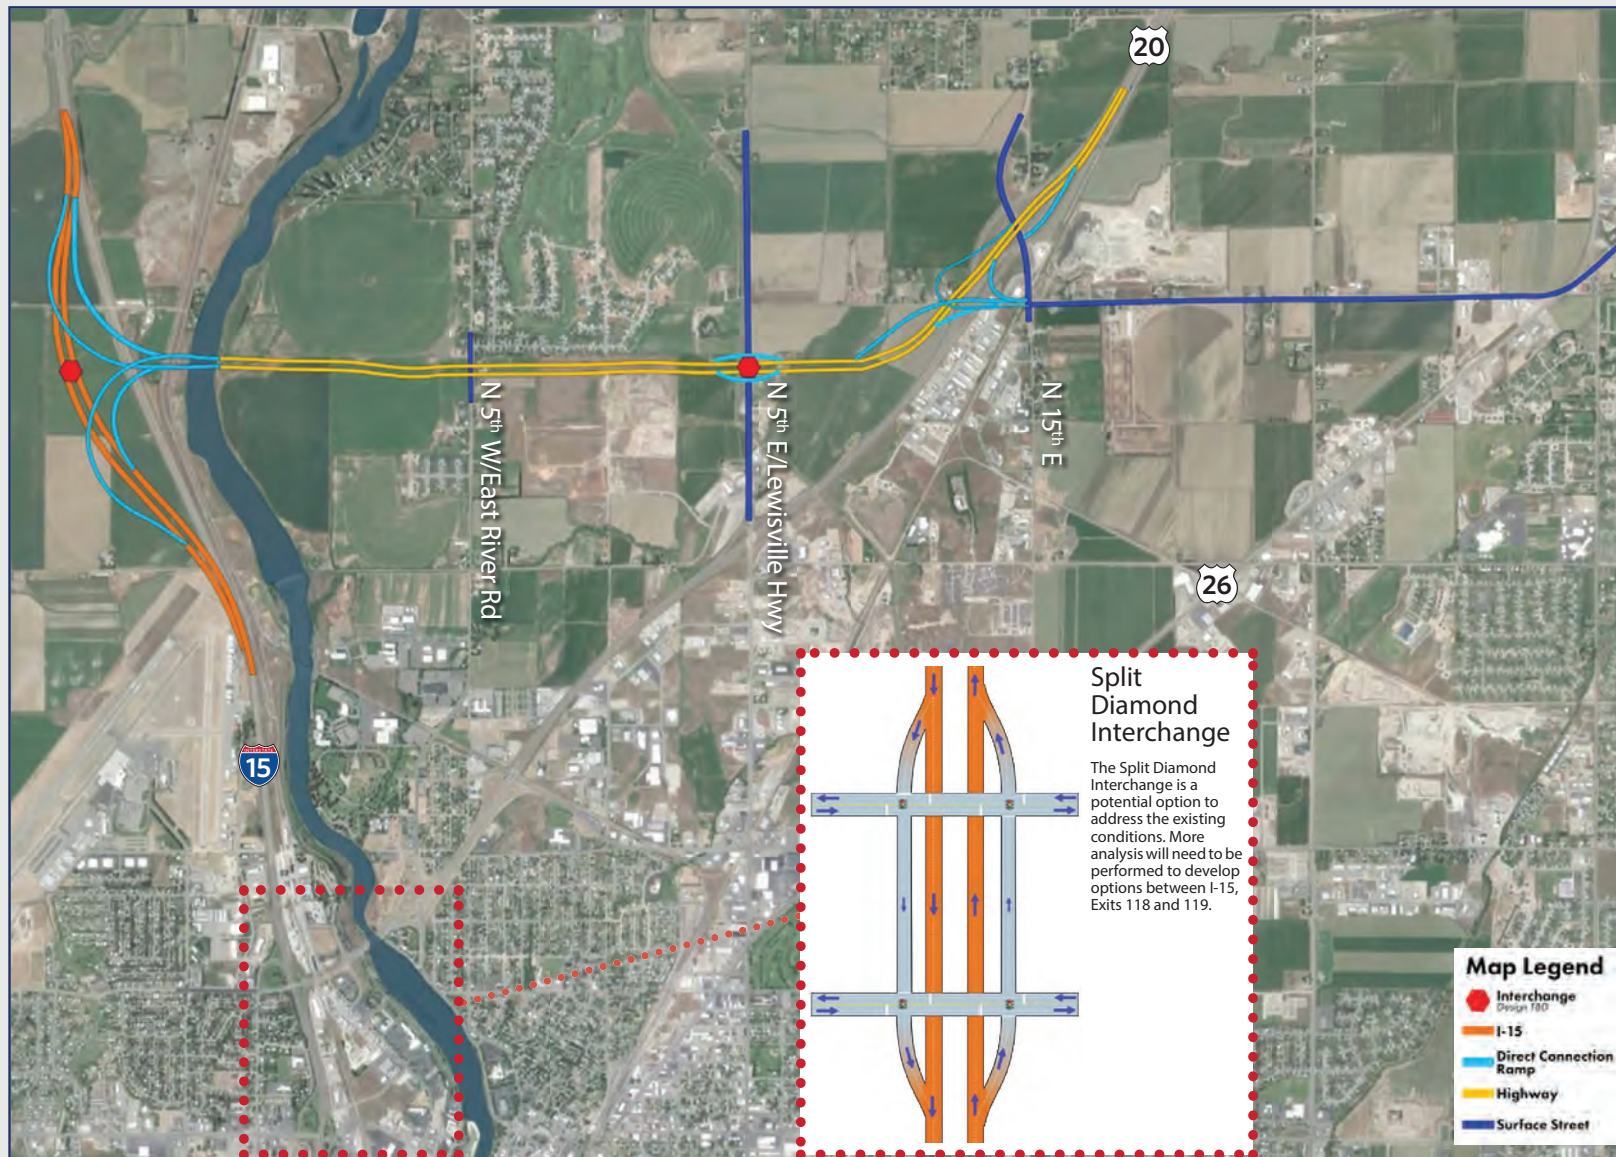 20
N 5th W/East River Rd
N 5th E/Lewisville Hwy
N 15th E
26
INTERSTATE
15
Split
Diamond
Interchange
The Split Diamond
Interchange is a
potential option to
address the existing
conditions. More
analysis will need to be
performed to develop
options between I-15,
Exits 118 and 119.
Map Legend
Interchange
Design TBD
I-15
Direct Connection
Ramp
Highway
Surface Street